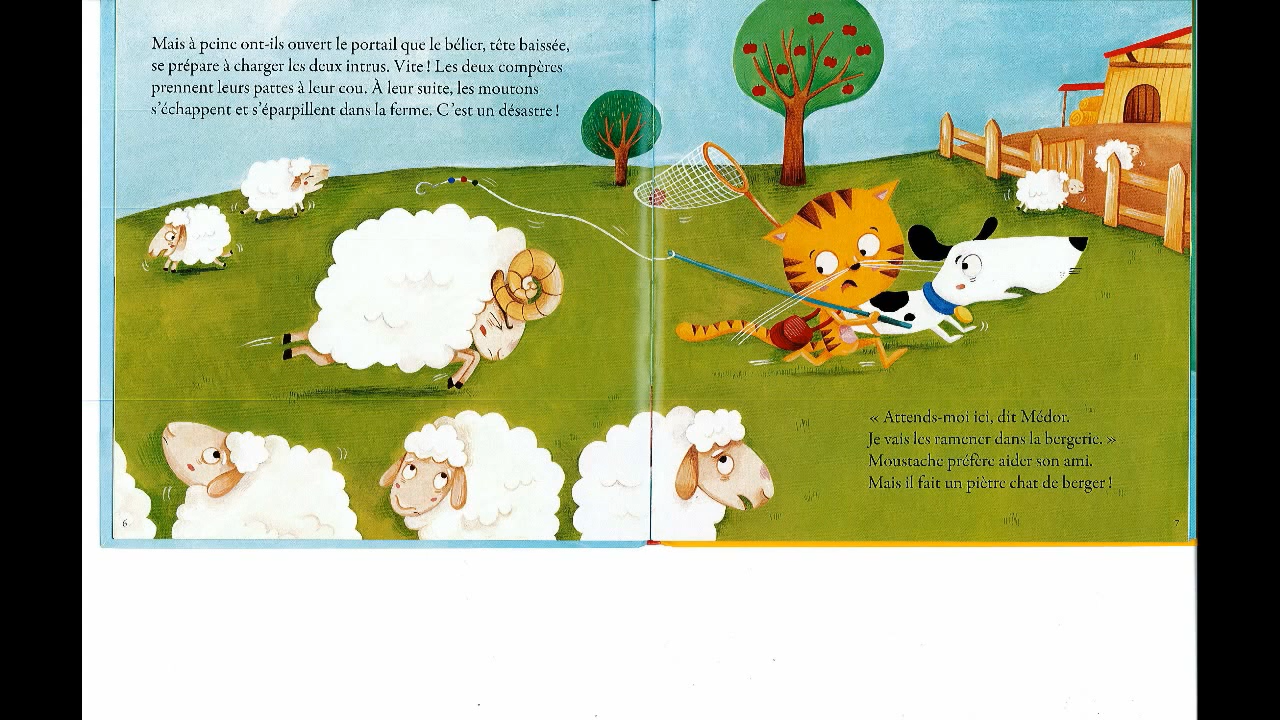 Mais à peine ont-ils ouvert le portail que le bélier, tête baissée,
se prépare à charger les deux intrus. Vite ! Les deux compères
prennent leurs pattes à leur cou. À leur suite, les moutons
s'échappent et s'éparpillent dans la ferme. C'est un désastre !
« Attends-moi ici, dit Médor.
Je vais les ramener dans la bergerie. »
Moustache préfère aider son ami.
Mais il fait un piètre chat de berger !
6
7